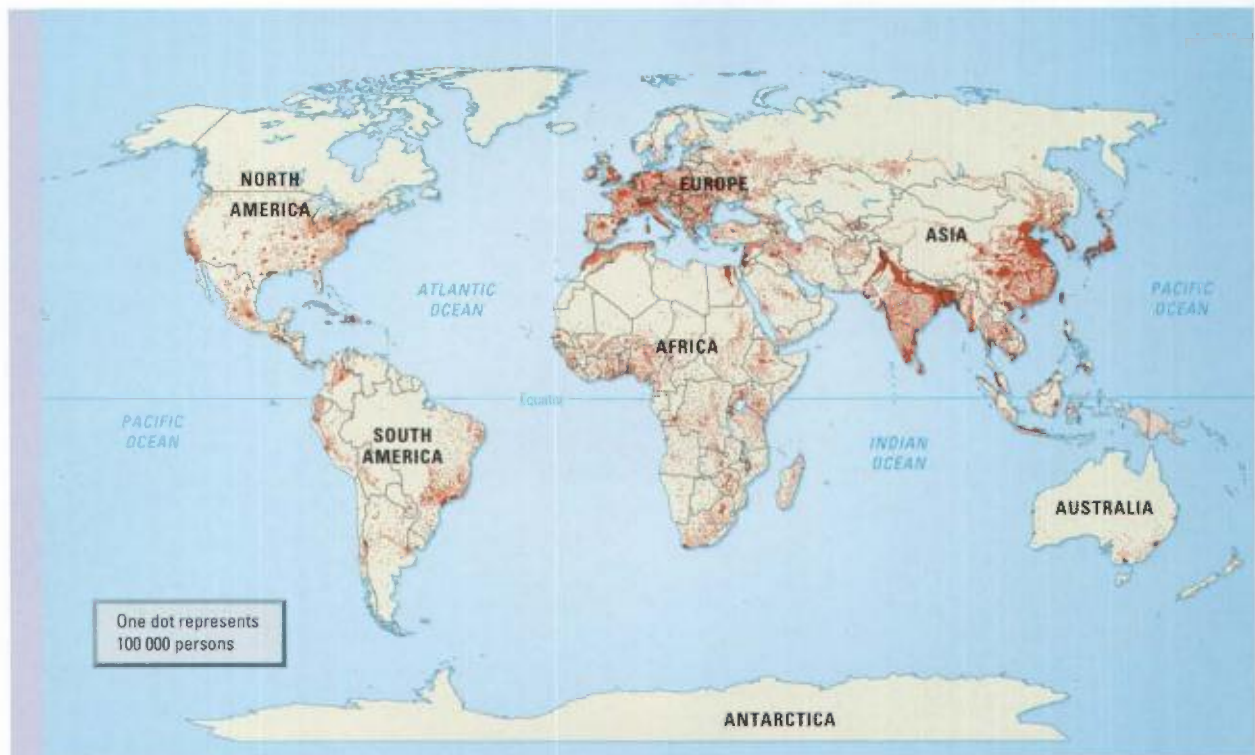 NORTH
AMERICA
EUROPE
ASIA
ATLANTIC
OCEAN
PACIFIC
OCEAN
AFRICA
Equator
PACIFIC
OCEAN
SOUTH
AMERICA
INDIAN
OCEAN
AUSTRALIA
One dot represents
100 000 persons
ANTARCTICA